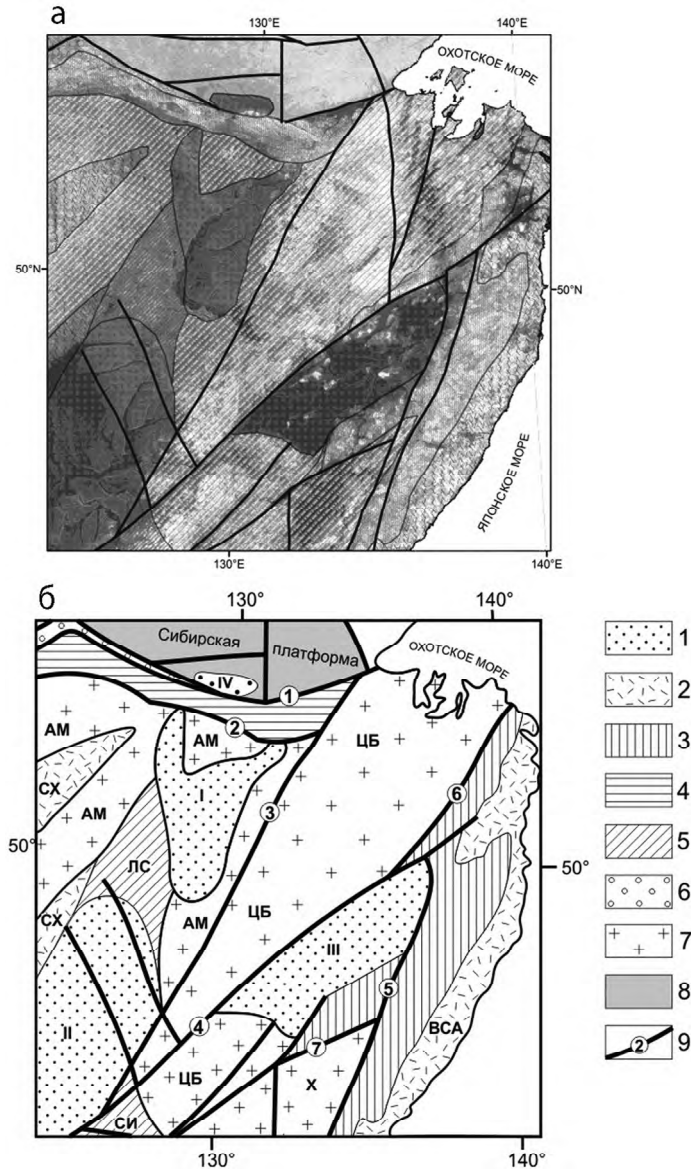 а
130°E
140°E
ОХОТСКОЕ МОРЕ
50°N
50°N
ЯПОНСКОЕ МОРЕ
130°E
140°E
б
130°
140°
Сибирская
платформа
ОХОТСКОЕ МОРЕ
IV
1
2
АМ
АМ
ЦБ
СХ
I
6
АМ
3
50°
ЛС
50°
АМ
ЦБ
СХ
III
5
II
4
7
ВСА
ЦБ
Х
СИ
130°
140°
1
2
3
4
5
6
7
8
2
9